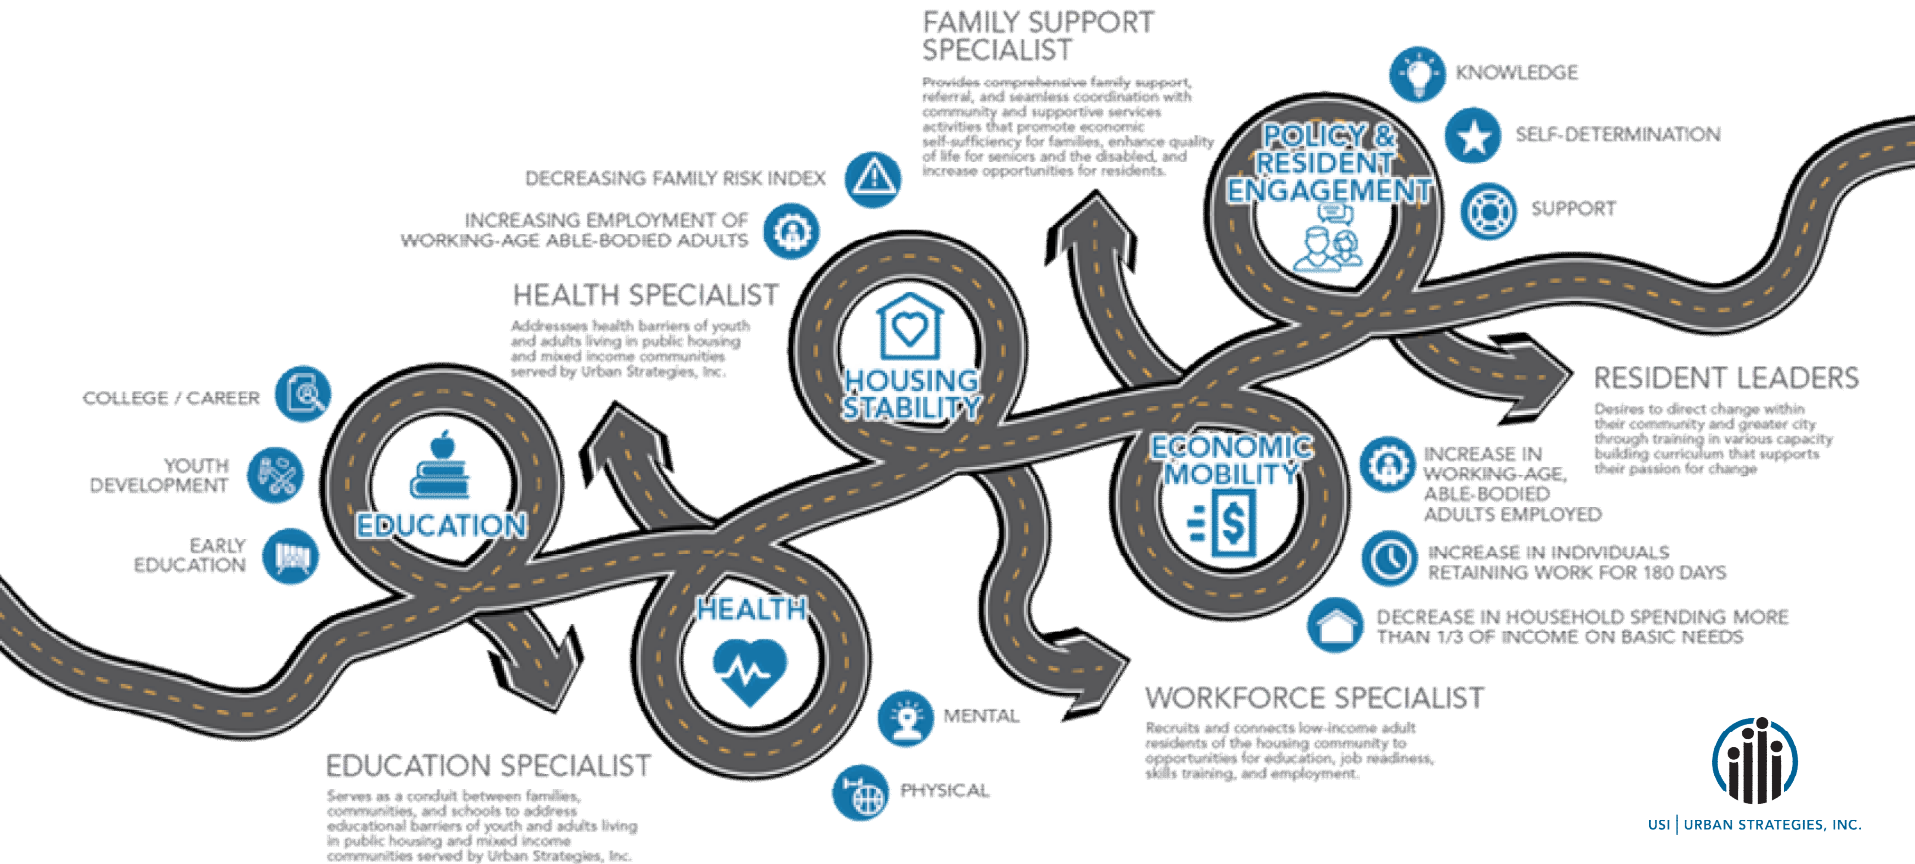 FAMILY SUPPORT
SPECIALIST
Provides comprehensive family support,
referral, and seamless coordination with
community and supportive services
activities that promote economic
self-sufficiency for families, enhance quality
of life for seniors and the disabled, and
increase opportunities for residents.
KNOWLEDGE
SELF-DETERMINATION
SUPPORT
POLICY &
RESIDENT
ENGAGEMENT
DECREASING FAMILY RISK INDEX
INCREASING EMPLOYMENT OF
WORKING-AGE ABLE-BODIED ADULTS
HEALTH SPECIALIST
Addressses health barriers of youth
and adults living in public housing
and mixed income communities
served by Urban Strategies, Inc.
HOUSING
STABILITY
COLLEGE / CAREER
YOUTH
DEVELOPMENT
EARLY
EDUCATION
EDUCATION
RESIDENT LEADERS
Desires to direct change within
their community and greater city
through training in various capacity
building curriculum that supports
their passion for change
ECONOMIC
MOBILITY
$
INCREASE IN
WORKING-AGE,
ABLE-BODIED
ADULTS EMPLOYED
INCREASE IN INDIVIDUALS
RETAINING WORK FOR 180 DAYS
DECREASE IN HOUSEHOLD SPENDING MORE
THAN 1/3 OF INCOME ON BASIC NEEDS
HEALTH
MENTAL
PHYSICAL
WORKFORCE SPECIALIST
Recruits and connects low-income adult
residents of the housing community to
opportunities for education, job readiness,
skills training, and employment.
EDUCATION SPECIALIST
Serves as a conduit between families,
communities, and schools to address
educational barriers of youth and adults living
in public housing and mixed income
communities served by Urban Strategies, Inc.
USI | URBAN STRATEGIES, INC.